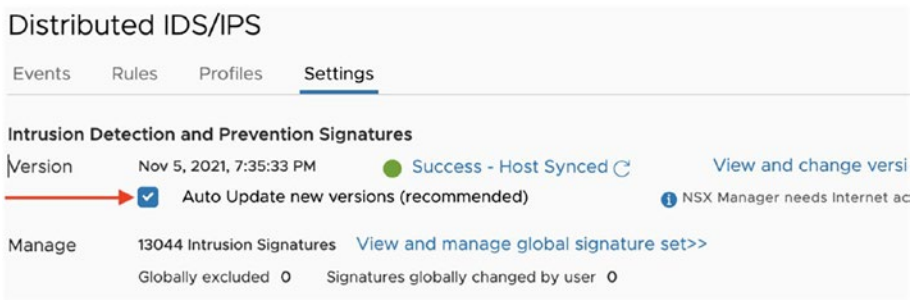 Distributed IDS/IPS
Events Rules Profiles Settings
Intrusion Detection and Prevention Signatures
Version Nov 5, 2021, 7:35:33 PM Success - Host Synced View and change versi
Auto Update new versions (recommended) NSX Manager needs Internet ac
Manage 13044 Intrusion Signatures View and manage global signature set>>
Globally excluded 0 Signatures globally changed by user 0